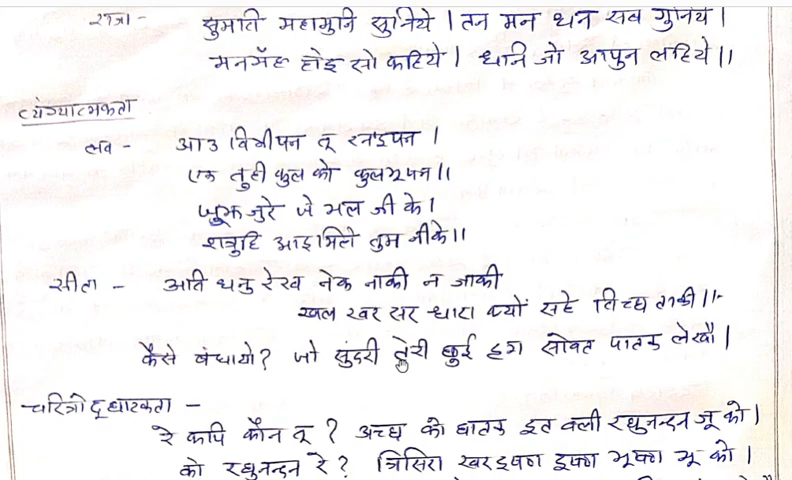 राजा - सुमति महामुनि सुनिये । तन मन धन सब गुनिये ।
मनमँह होइ सो कहिये । धनि जो आपुन लहिये ॥
व्यंग्यात्मकता
लव - आउ विभीषन तू रनदूषन ।
एक तुही कुल को कुलभूषन ॥
जूझ जुरे जे भल जी के ।
शत्रुहि आइ मिले तुम नीके ॥
सीता - अति धनु रेख नेक नाकी न जाकी
खल खर सर धारा क्यों सहे तिच्छ ताकी ॥
कैसे बंधायो ? जो सुंदरी तेरी छुई दृग सोवत पातक लेखौ ।
चरित्रोद्घाटकता -
रे कपि कौन तू ? अच्छ को घातक दूत बली रघुनन्दन जू को ।
को रघुनन्दन रे ? त्रिसिरा खरदूषण दूषण भूषण भू को ।